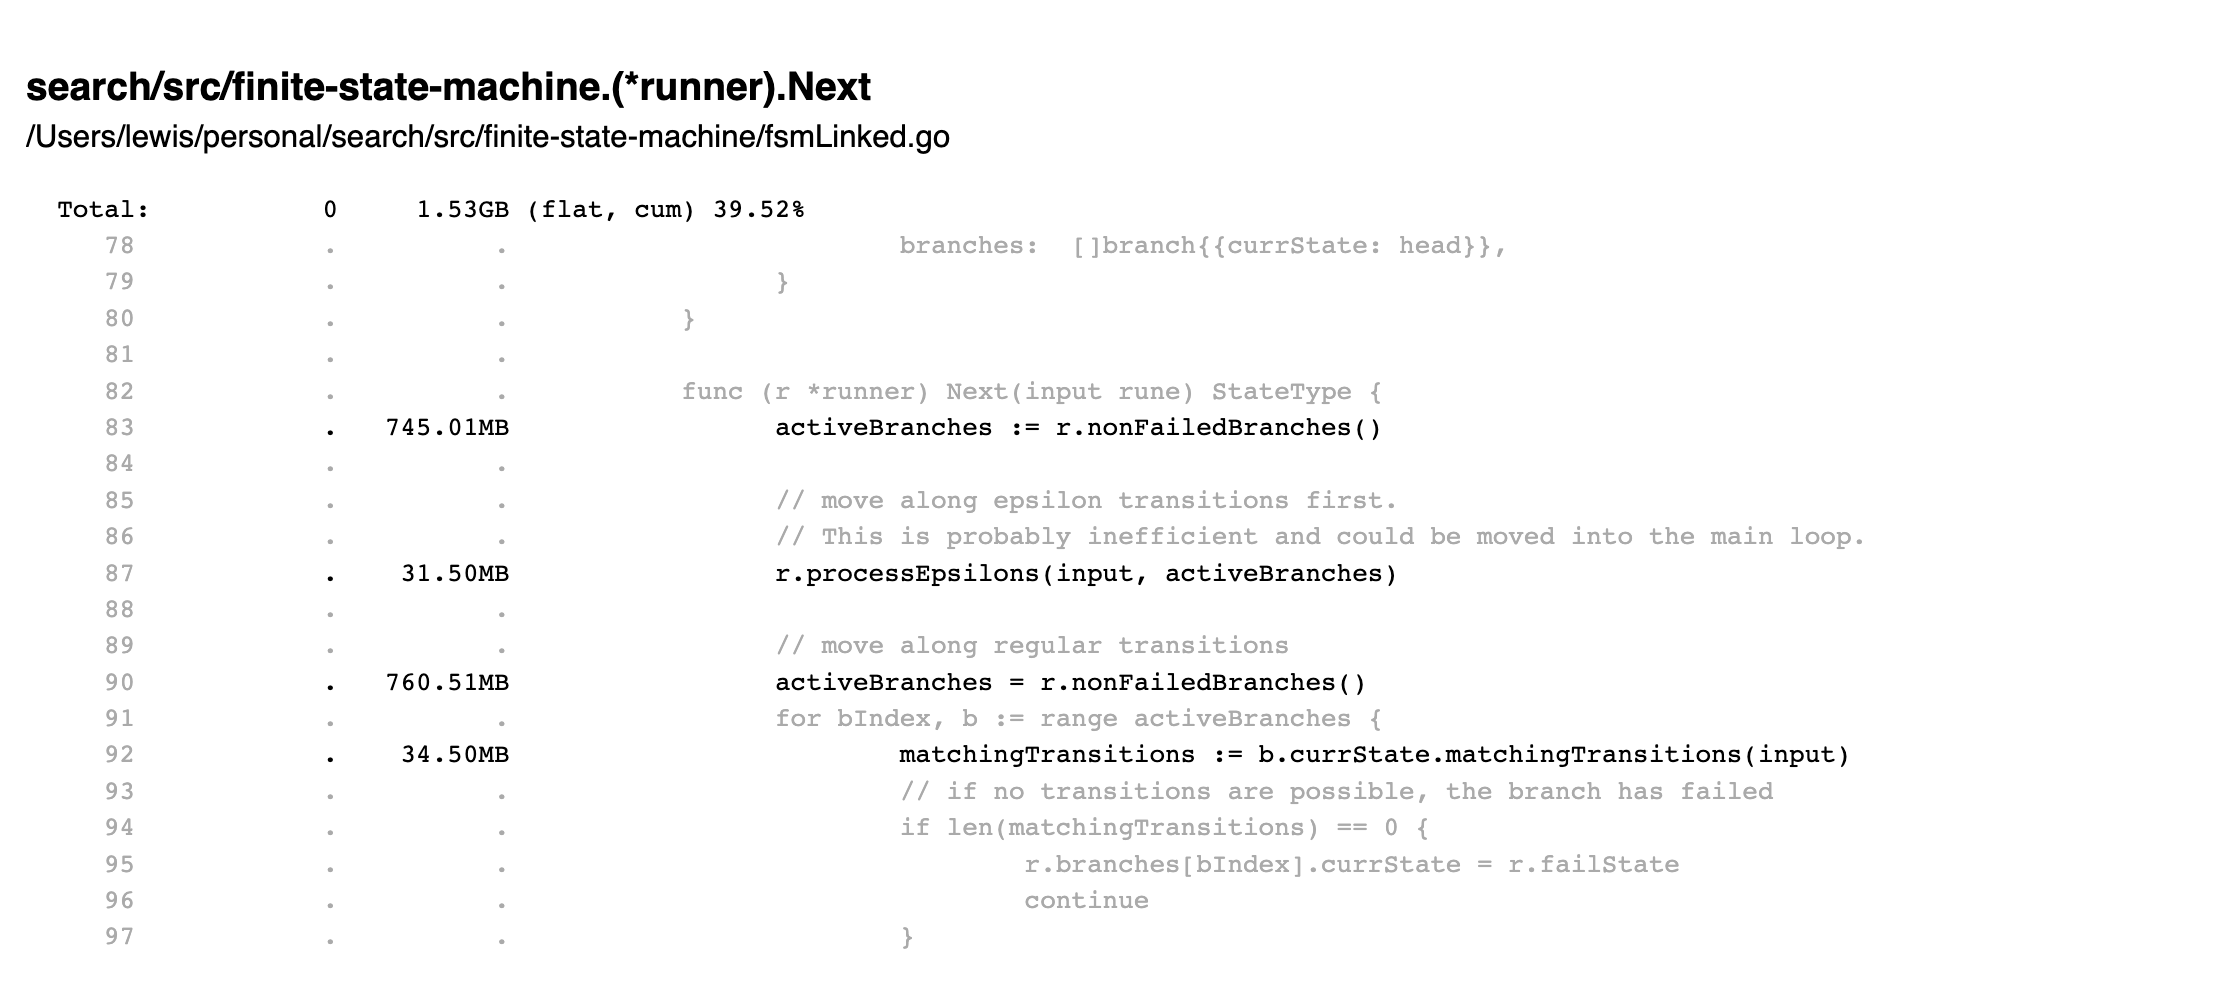 search/src/finite-state-machine.(*runner).Next
/Users/lewis/personal/search/src/finite-state-machine/fsmLinked.go
Total: 0 1.53GB (flat, cum) 39.52%
78 . . branches: []branch{{currState: head}},
79 . . }
80 . . }
81 . .
82 . . func (r *runner) Next(input rune) StateType {
83 . 745.01MB activeBranches := r.nonFailedBranches()
84 . .
85 . . // move along epsilon transitions first.
86 . . // This is probably inefficient and could be moved into the main loop.
87 . 31.50MB r.processEpsilons(input, activeBranches)
88 . .
89 . . // move along regular transitions
90 . 760.51MB activeBranches = r.nonFailedBranches()
91 . . for bIndex, b := range activeBranches {
92 . 34.50MB matchingTransitions := b.currState.matchingTransitions(input)
93 . . // if no transitions are possible, the branch has failed
94 . . if len(matchingTransitions) == 0 {
95 . . r.branches[bIndex].currState = r.failState
96 . . continue
97 . . }